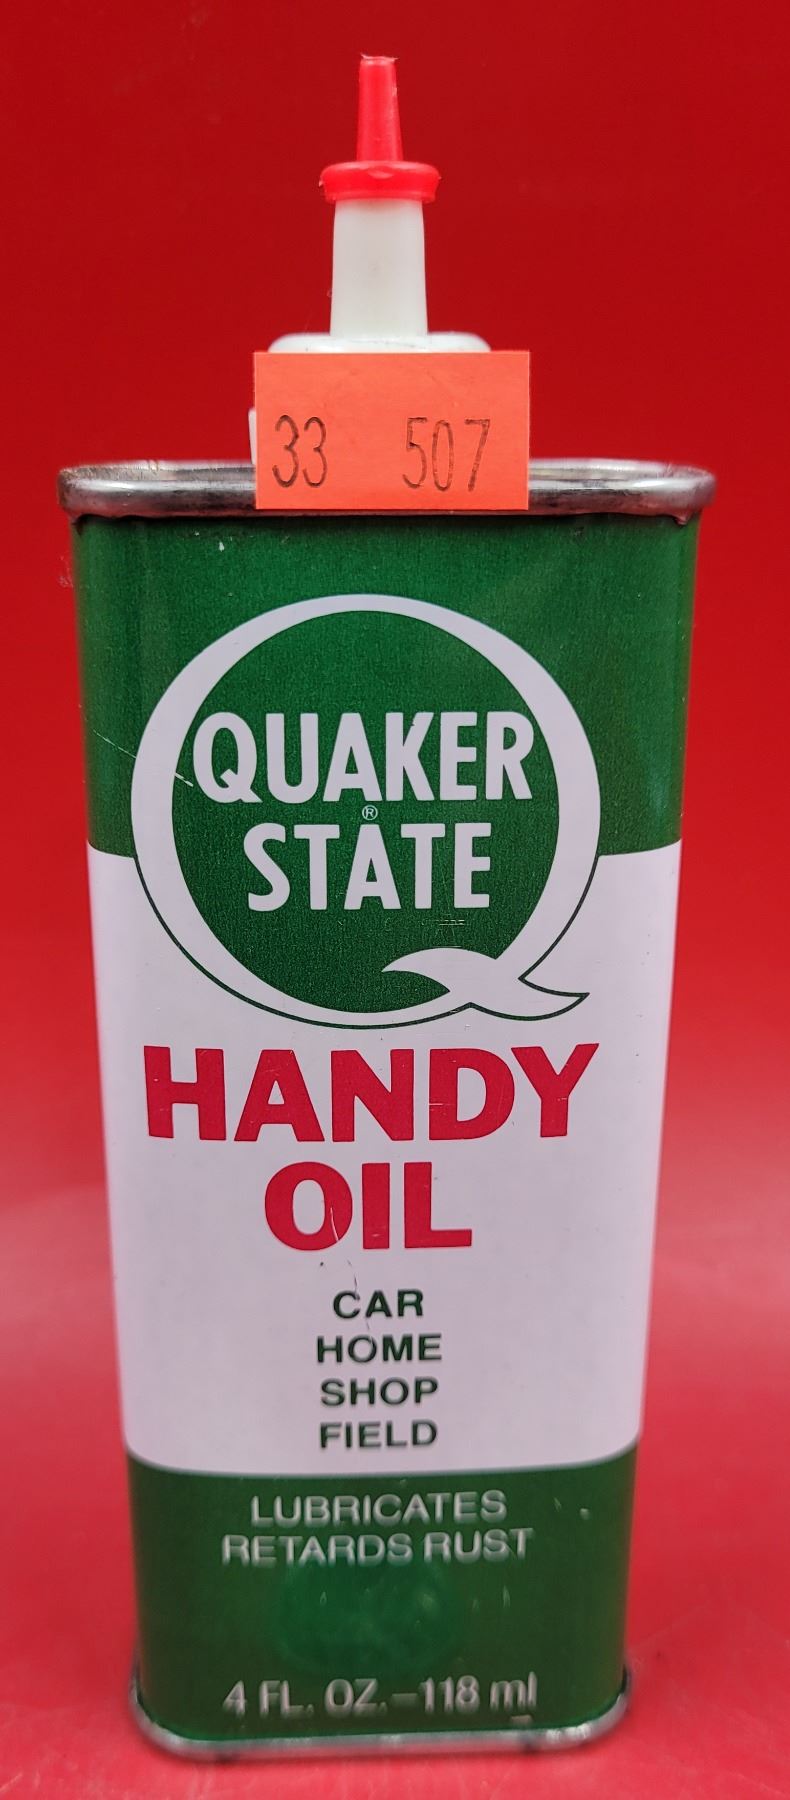 33 507
QUAKER
®
STATE
HANDY
OIL
CAR
HOME
SHOP
FIELD
LUBRICATES
RETARDS RUST
4 FL. OZ.–118 ml